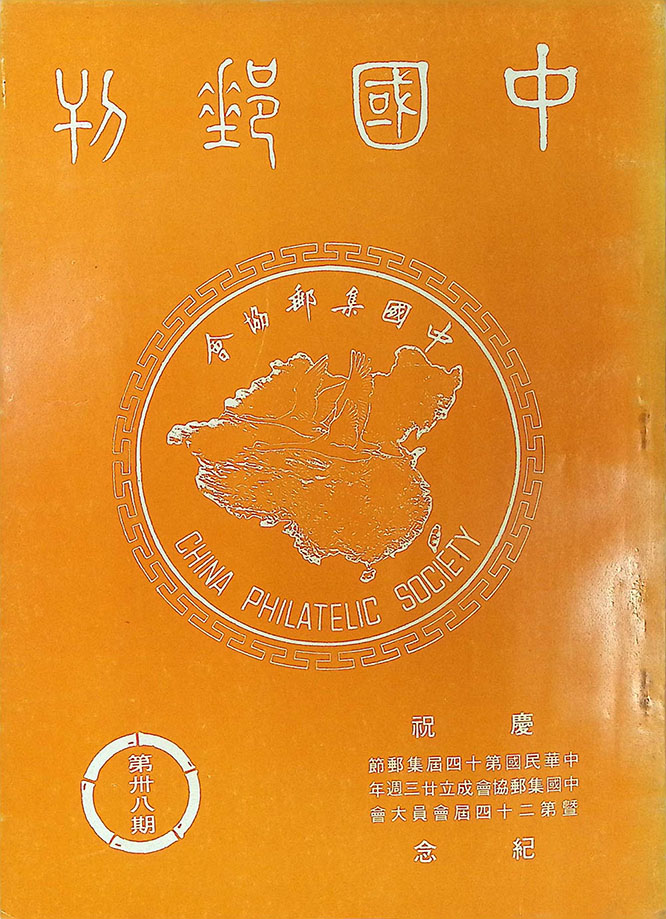 中國郵刊
中國集郵協會
CHINA PHILATELIC SOCIETY
第卅八期
慶祝
中華民國第十四屆集郵節
中國集郵協會成立廿三週年
暨第二十四屆會員大會
紀念